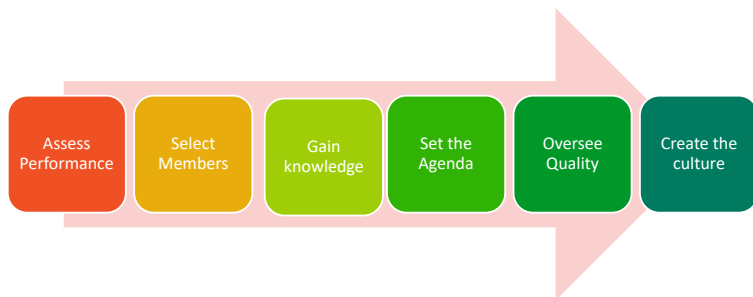 Assess
Performance
Select
Members
Gain
knowledge
Set the
Agenda
Oversee
Quality
Create the
culture